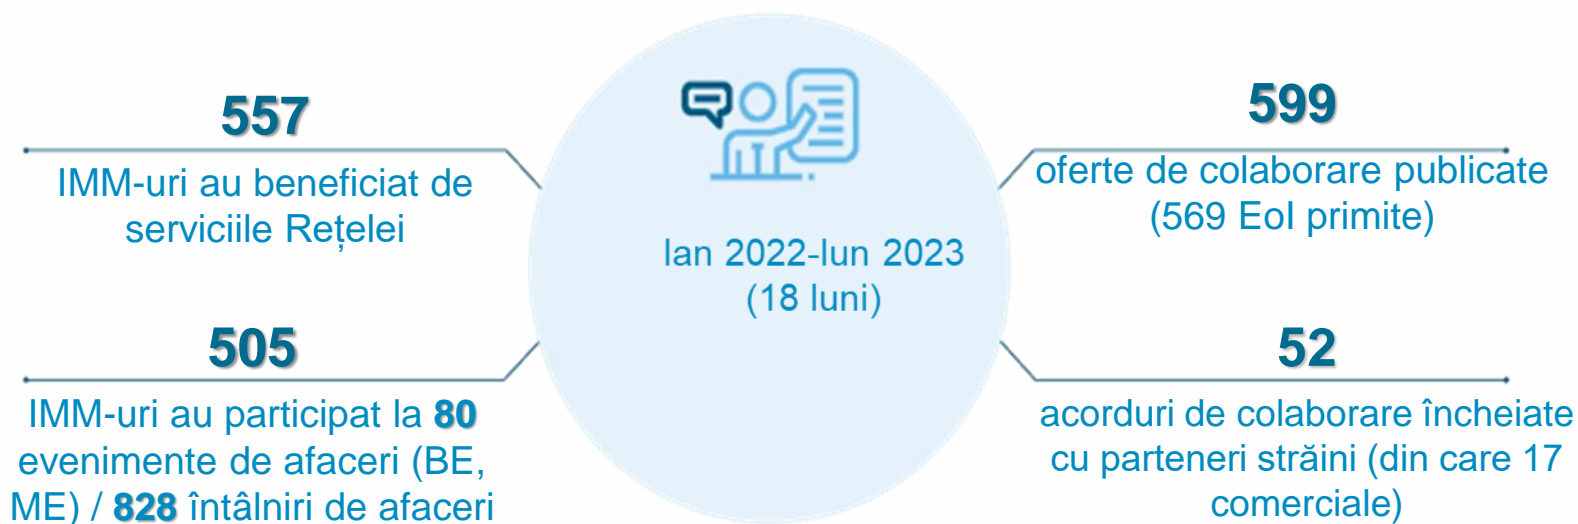 557
IMM-uri au beneficiat de
serviciile Rețelei
505
IMM-uri au participat la 80
evenimente de afaceri (BE,
ME) / 828 întâlniri de afaceri
Ian 2022-Iun 2023
(18 luni)
599
oferte de colaborare publicate
(569 EoI primite)
52
acorduri de colaborare încheiate
cu parteneri străini (din care 17
comerciale)